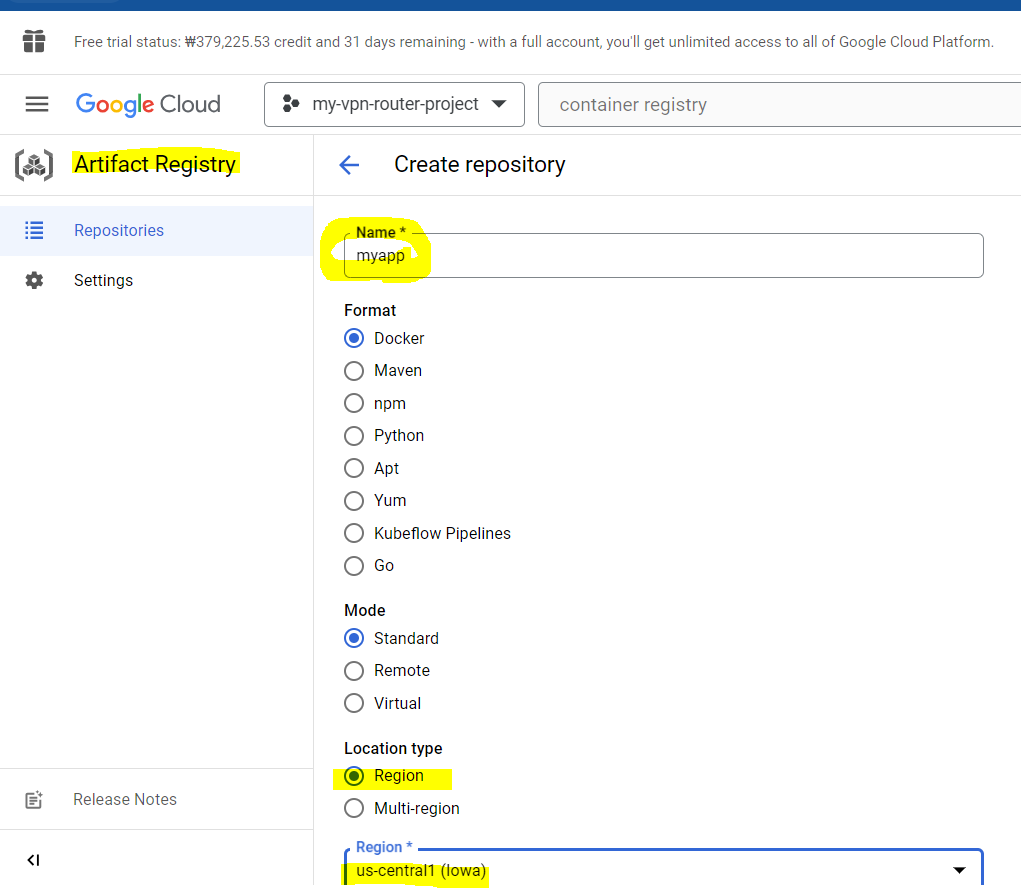 Free trial status: ₩379,225.53 credit and 31 days remaining - with a full account, you'll get unlimited access to all of Google Cloud Platform.
Google Cloud
my-vpn-router-project
container registry
Artifact Registry
Create repository
Repositories
Settings
Name *
myapp
Format
Docker
Maven
npm
Python
Apt
Yum
Kubeflow Pipelines
Go
Mode
Standard
Remote
Virtual
Location type
Region
Multi-region
Region *
us-central1 (Iowa)
Release Notes